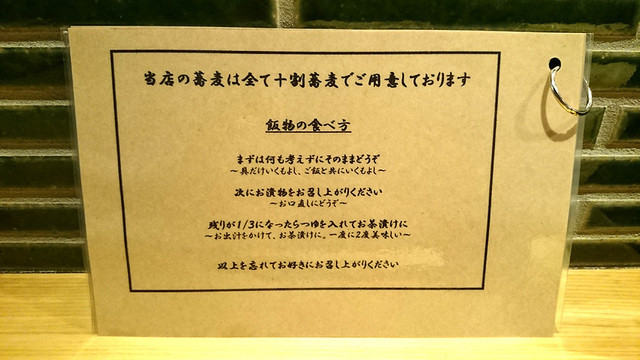 当店の蕎麦は全て十割蕎麦でご用意しております
飯物の食べ方
まずは何も考えずにそのままどうぞ
～具だけいくもよし、ご飯と共にいくもよし～
次にお漬物をお召し上がりください
～お口直しにどうぞ～
残りが1/3になったらつゆを入れてお茶漬けに
～お出汁をかけて、お茶漬けに。一度に2度美味しい～
以上を忘れてお好きにお召し上がりください